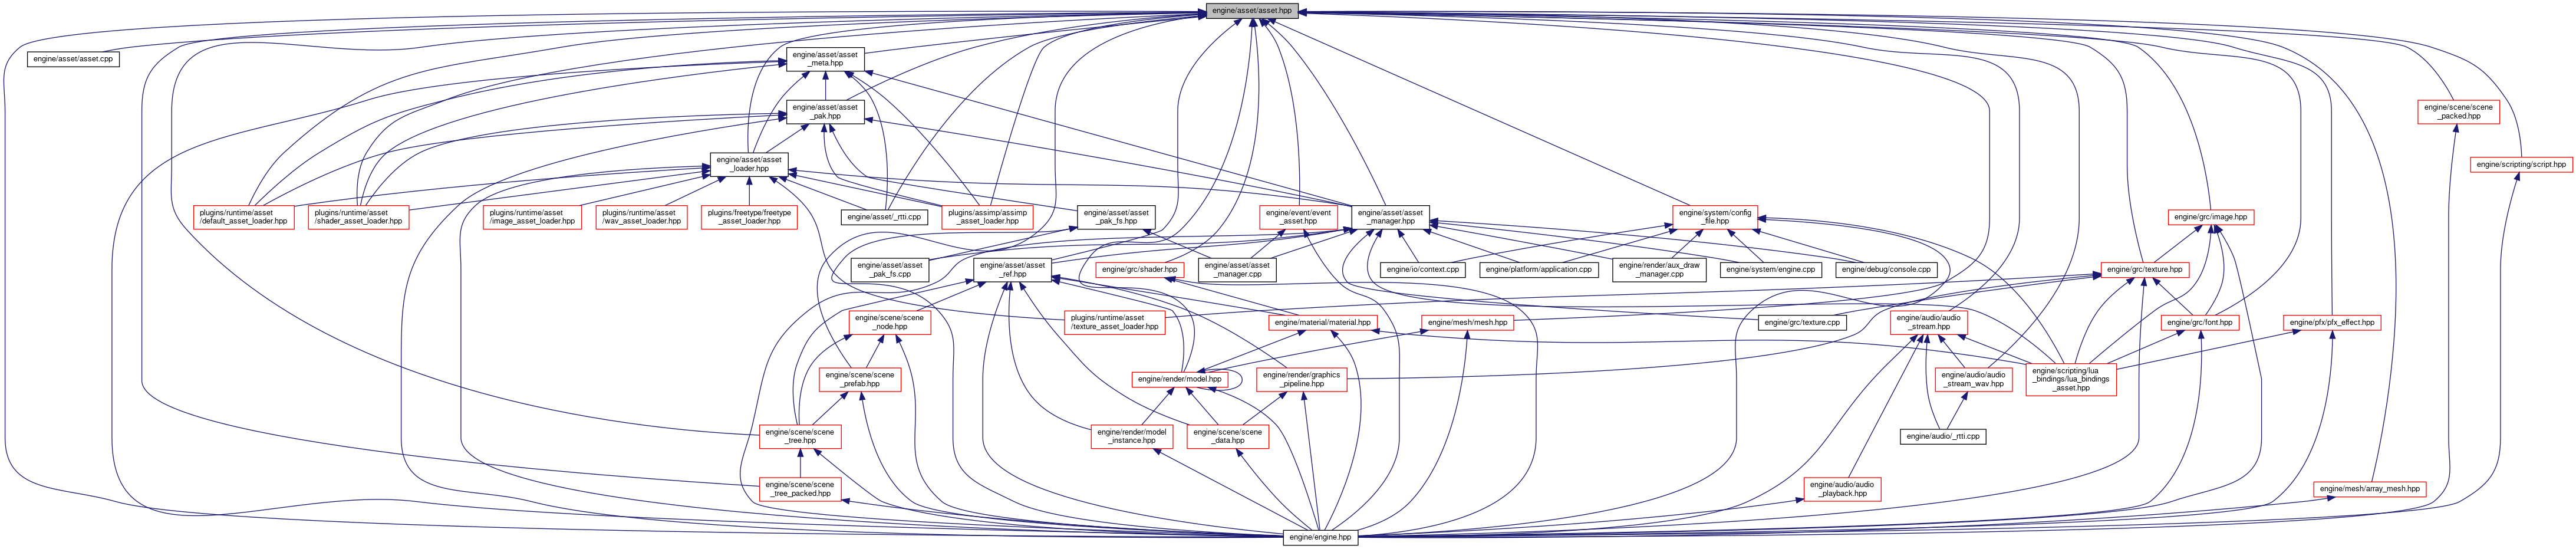 engine/asset/asset.hpp
engine/asset/asset.cpp
engine/asset/asset
_meta.hpp
engine/asset/asset
_pak.hpp
engine/scene/scene
_packed.hpp
engine/asset/asset
_loader.hpp
engine/scripting/script.hpp
plugins/runtime/asset
/default_asset_loader.hpp
plugins/runtime/asset
/shader_asset_loader.hpp
plugins/runtime/asset
/image_asset_loader.hpp
plugins/runtime/asset
/wav_asset_loader.hpp
plugins/freetype/freetype
_asset_loader.hpp
engine/asset/_rtti.cpp
plugins/assimp/assimp
_asset_loader.hpp
engine/asset/asset
_pak_fs.hpp
engine/event/event
_asset.hpp
engine/asset/asset
_manager.hpp
engine/system/config
_file.hpp
engine/grc/image.hpp
engine/asset/asset
_pak_fs.cpp
engine/asset/asset
_ref.hpp
engine/grc/shader.hpp
engine/asset/asset
_manager.cpp
engine/io/context.cpp
engine/platform/application.cpp
engine/render/aux_draw
_manager.cpp
engine/system/engine.cpp
engine/debug/console.cpp
engine/grc/texture.hpp
engine/scene/scene
_node.hpp
plugins/runtime/asset
/texture_asset_loader.hpp
engine/material/material.hpp
engine/mesh/mesh.hpp
engine/grc/texture.cpp
engine/audio/audio
_stream.hpp
engine/grc/font.hpp
engine/pfx/pfx_effect.hpp
engine/scene/scene
_prefab.hpp
engine/render/model.hpp
engine/render/graphics
_pipeline.hpp
engine/audio/audio
_stream_wav.hpp
engine/scripting/lua
_bindings/lua_bindings
_asset.hpp
engine/scene/scene
_tree.hpp
engine/render/model
_instance.hpp
engine/scene/scene
_data.hpp
engine/audio/_rtti.cpp
engine/scene/scene
_tree_packed.hpp
engine/audio/audio
_playback.hpp
engine/mesh/array_mesh.hpp
engine/engine.hpp